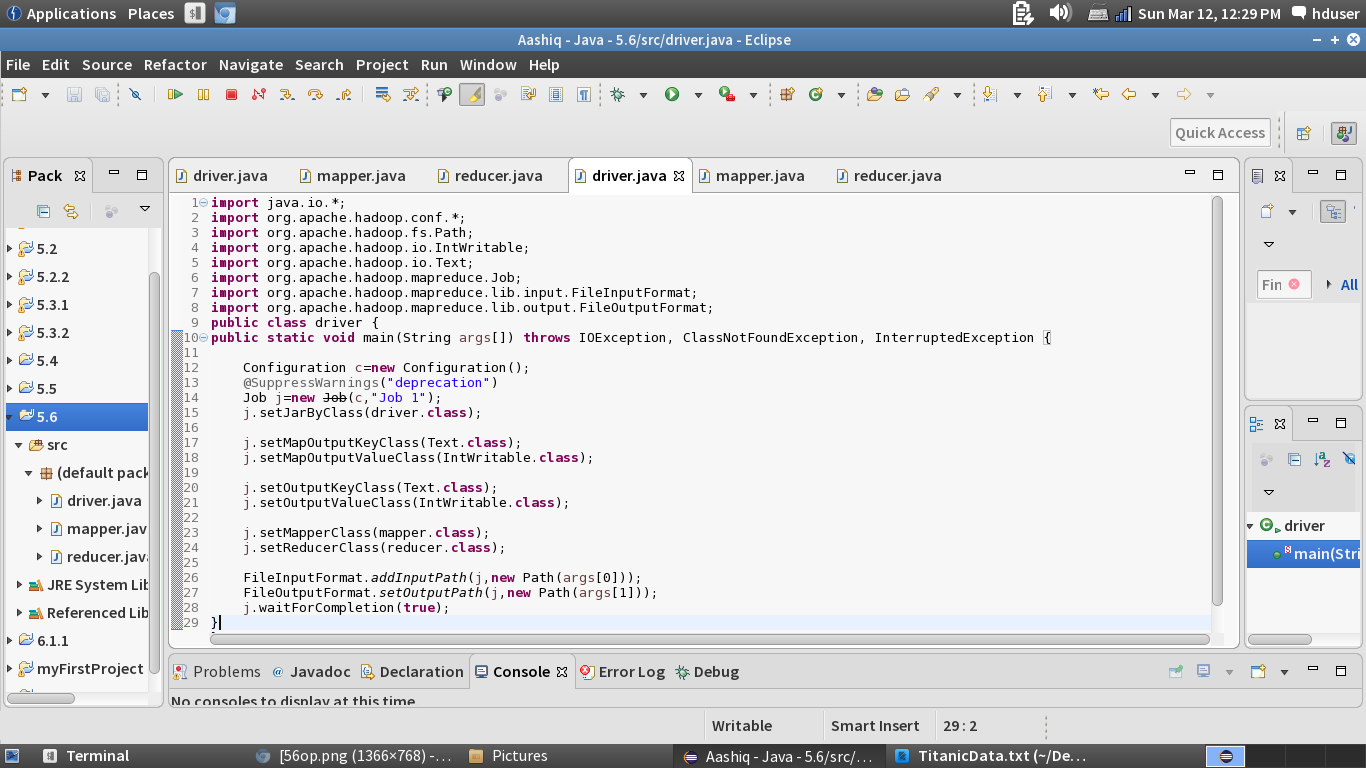 Applications Places Sun Mar 12, 12:29 PM hduser
Aashiq - Java - 5.6/src/driver.java - Eclipse
File Edit Source Refactor Navigate Search Project Run Window Help
Quick Access
Pack
5.2
5.2.2
5.3.1
5.3.2
5.4
5.5
5.6
src
(default pack
driver.java
mapper.jav
reducer.java
JRE System Lib
Referenced Lib
6.1.1
myFirstProject
driver.java mapper.java reducer.java driver.java mapper.java reducer.java
1 import java.io.*;
2 import org.apache.hadoop.conf.*;
3 import org.apache.hadoop.fs.Path;
4 import org.apache.hadoop.io.IntWritable;
5 import org.apache.hadoop.io.Text;
6 import org.apache.hadoop.mapreduce.Job;
7 import org.apache.hadoop.mapreduce.lib.input.FileInputFormat;
8 import org.apache.hadoop.mapreduce.lib.output.FileOutputFormat;
9 public class driver {
10 public static void main(String args[]) throws IOException, ClassNotFoundException, InterruptedException {
11
12 Configuration c=new Configuration();
13 @SuppressWarnings("deprecation")
14 Job j=new Job(c,"Job 1");
15 j.setJarByClass(driver.class);
16
17 j.setMapOutputKeyClass(Text.class);
18 j.setMapOutputValueClass(IntWritable.class);
19
20 j.setOutputKeyClass(Text.class);
21 j.setOutputValueClass(IntWritable.class);
22
23 j.setMapperClass(mapper.class);
24 j.setReducerClass(reducer.class);
25
26 FileInputFormat.addInputPath(j,new Path(args[0]));
27 FileOutputFormat.setOutputPath(j,new Path(args[1]));
28 j.waitForCompletion(true);
29 }
Fin All
driver
main(Stri
Problems @ Javadoc Declaration Console Error Log Debug
No consoles to display at this time.
Writable Smart Insert 29 : 2
Terminal [56op.png (1366×768) -... Pictures Aashiq - Java - 5.6/src/... TitanicData.txt (~/De...